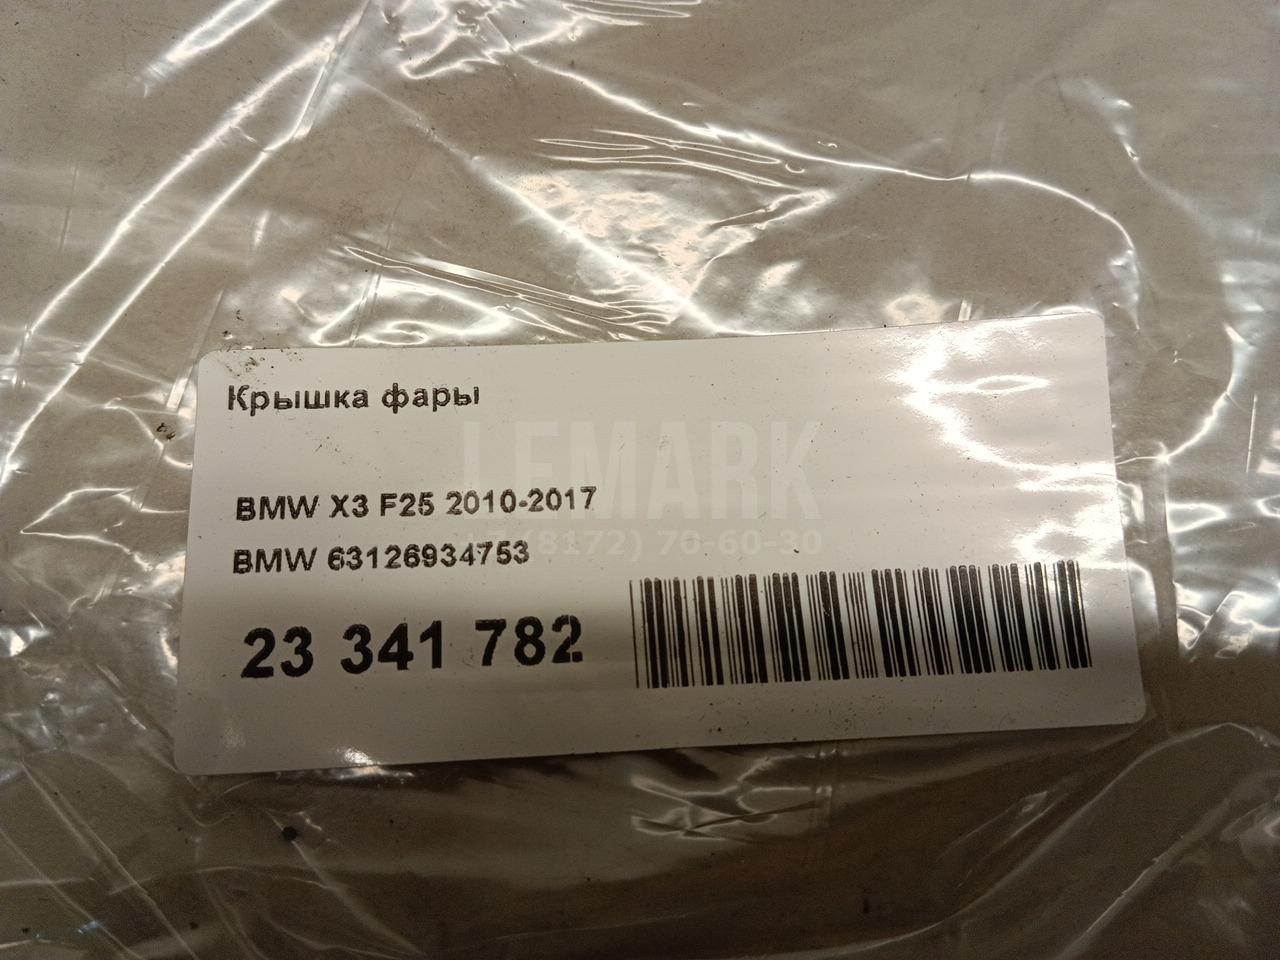 Крышка фары
LEMARK
(8172) 70-60-30
BMW X3 F25 2010-2017
BMW 63126934753
23 341 782